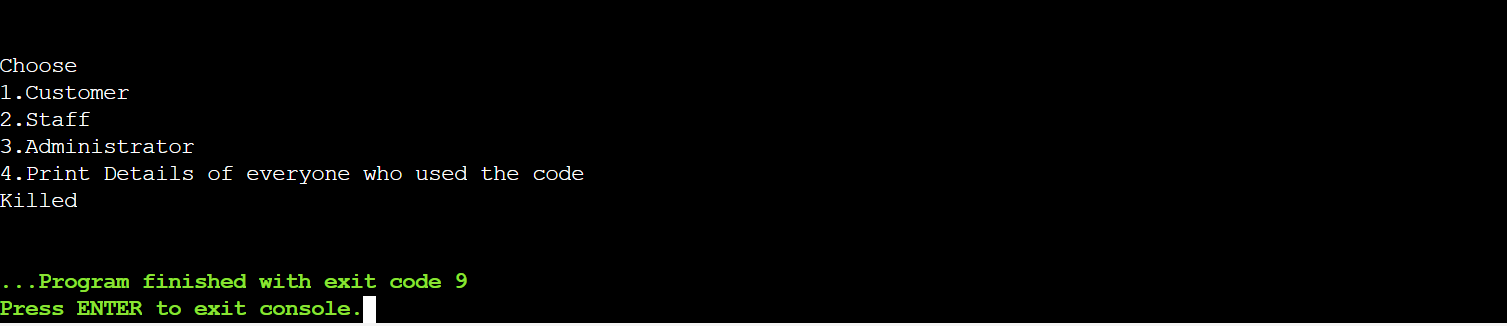 Choose
1.Customer
2.Staff
3.Administrator
4.Print Details of everyone who used the code
Killed
...Program finished with exit code 9
Press ENTER to exit console.